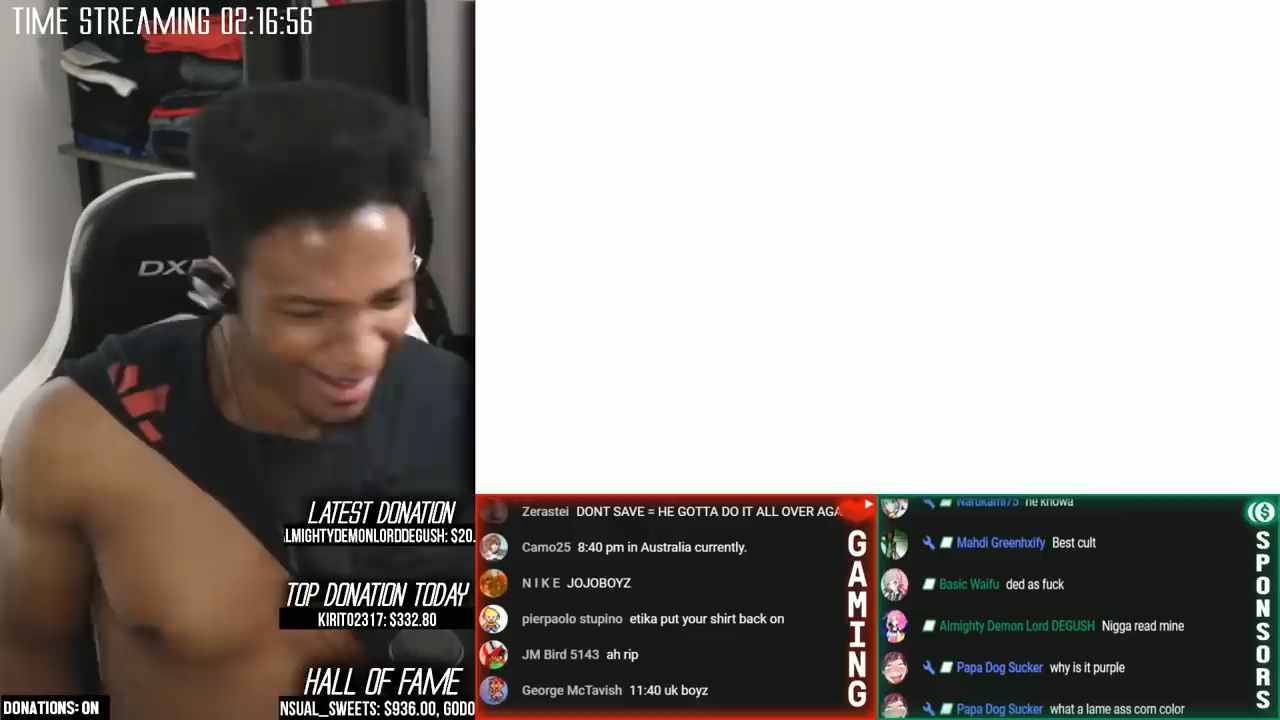 TIME STREAMING 02:16:56
LATEST DONATION
LMIGHTYDEMONLORDDEGUSH: $20.
TOP DONATION TODAY
KIRITO2317: $332.80
HALL OF FAME
NSUAL_SWEETS: $936.00, GODO
DONATIONS: ON
Zerastei DONT SAVE = HE GOTTA DO IT ALL OVER AGA
Camo25 8:40 pm in Australia currently.
N I K E JOJOBOYZ
pierpaolo stupino etika put your shirt back on
JM Bird 5143 ah rip
George McTavish 11:40 uk boyz
GAMING
Narukami75 he knowa
Mahdi Greenhxify Best cult
Basic Waifu ded as fuck
Almighty Demon Lord DEGUSH Nigga read mine
Papa Dog Sucker why is it purple
Papa Dog Sucker what a lame ass corn color
SPONSORS